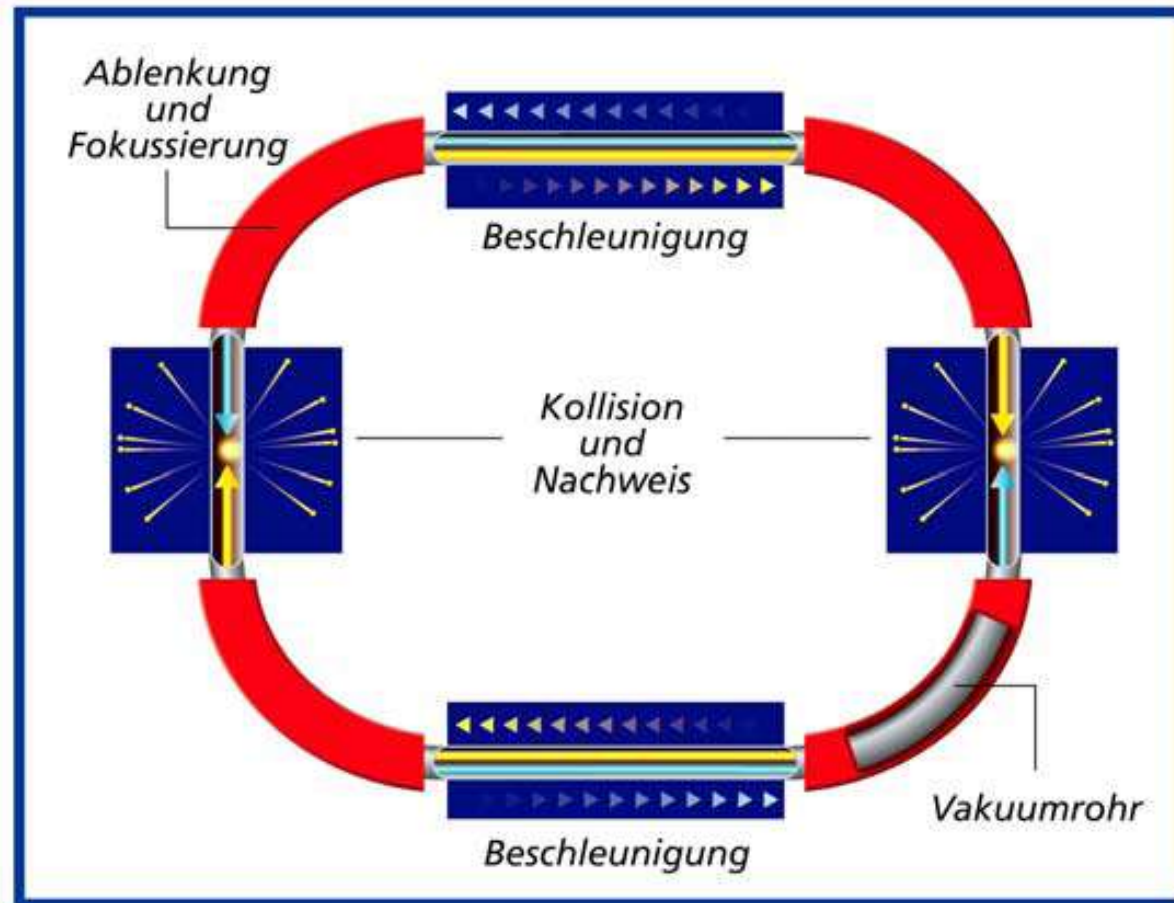 Ablenkung
und
Fokussierung
Beschleunigung
Kollision
und
Nachweis
Vakuumrohr
Beschleunigung